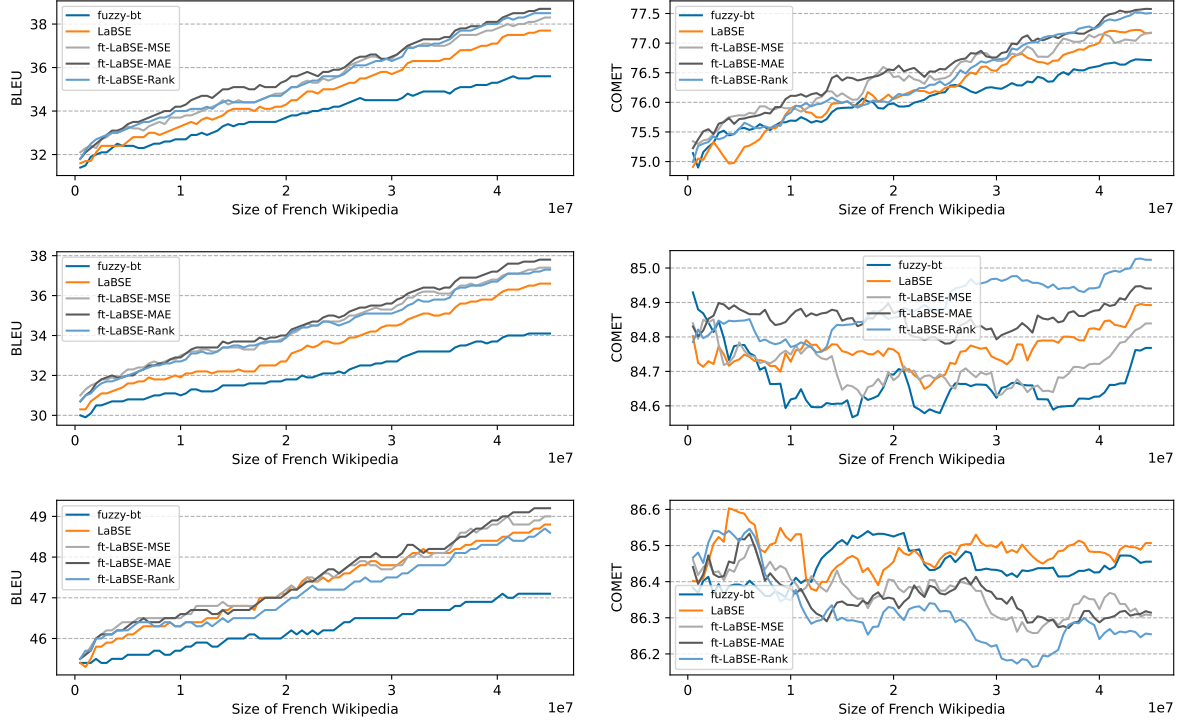 38
36
34
32
BLEU
fuzzy-bt
LaBSE
ft-LaBSE-MSE
ft-LaBSE-MAE
ft-LaBSE-Rank
0 1 2 3 4
Size of French Wikipedia 1e7
77.5
77.0
76.5
76.0
75.5
75.0
COMET
fuzzy-bt
LaBSE
ft-LaBSE-MSE
ft-LaBSE-MAE
ft-LaBSE-Rank
0 1 2 3 4
Size of French Wikipedia 1e7
38
36
34
32
30
BLEU
fuzzy-bt
LaBSE
ft-LaBSE-MSE
ft-LaBSE-MAE
ft-LaBSE-Rank
0 1 2 3 4
Size of French Wikipedia 1e7
85.0
84.9
84.8
84.7
84.6
COMET
fuzzy-bt
LaBSE
ft-LaBSE-MSE
ft-LaBSE-MAE
ft-LaBSE-Rank
0 1 2 3 4
Size of French Wikipedia 1e7
49
48
47
46
BLEU
fuzzy-bt
LaBSE
ft-LaBSE-MSE
ft-LaBSE-MAE
ft-LaBSE-Rank
0 1 2 3 4
Size of French Wikipedia 1e7
86.6
86.5
86.4
86.3
86.2
COMET
fuzzy-bt
LaBSE
ft-LaBSE-MSE
ft-LaBSE-MAE
ft-LaBSE-Rank
0 1 2 3 4
Size of French Wikipedia 1e7